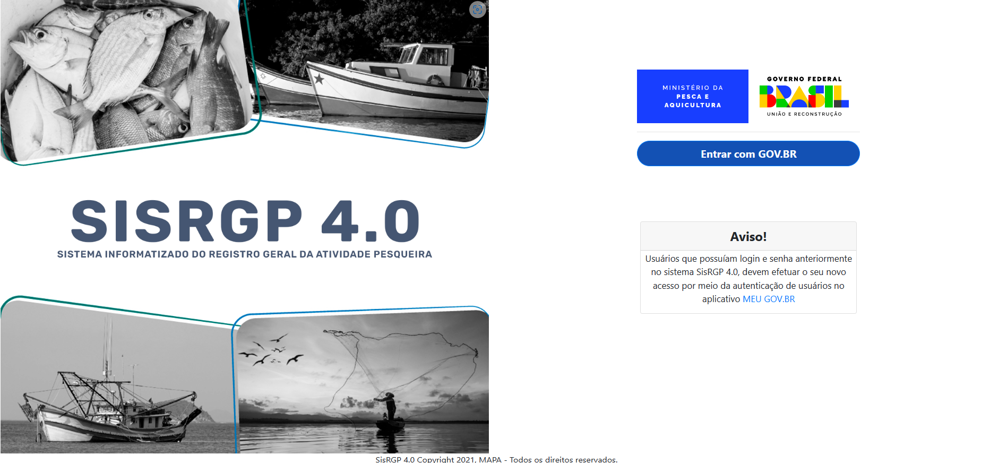 MINISTÉRIO DA
PESCA E
AQUICULTURA
GOVERNO FEDERAL
BRASIL
UNIÃO E RECONSTRUÇÃO
Entrar com GOV.BR
SISRGP 4.0
SISTEMA INFORMATIZADO DO REGISTRO GERAL DA ATIVIDADE PESQUEIRA
Aviso!
Usuários que possuíam login e senha anteriormente
no sistema SisRGP 4.0, devem efetuar o seu novo
acesso por meio da autenticação de usuários no
aplicativo MEU GOV.BR
SisRGP 4.0 Copyright 2021, MAPA - Todos os direitos reservados.